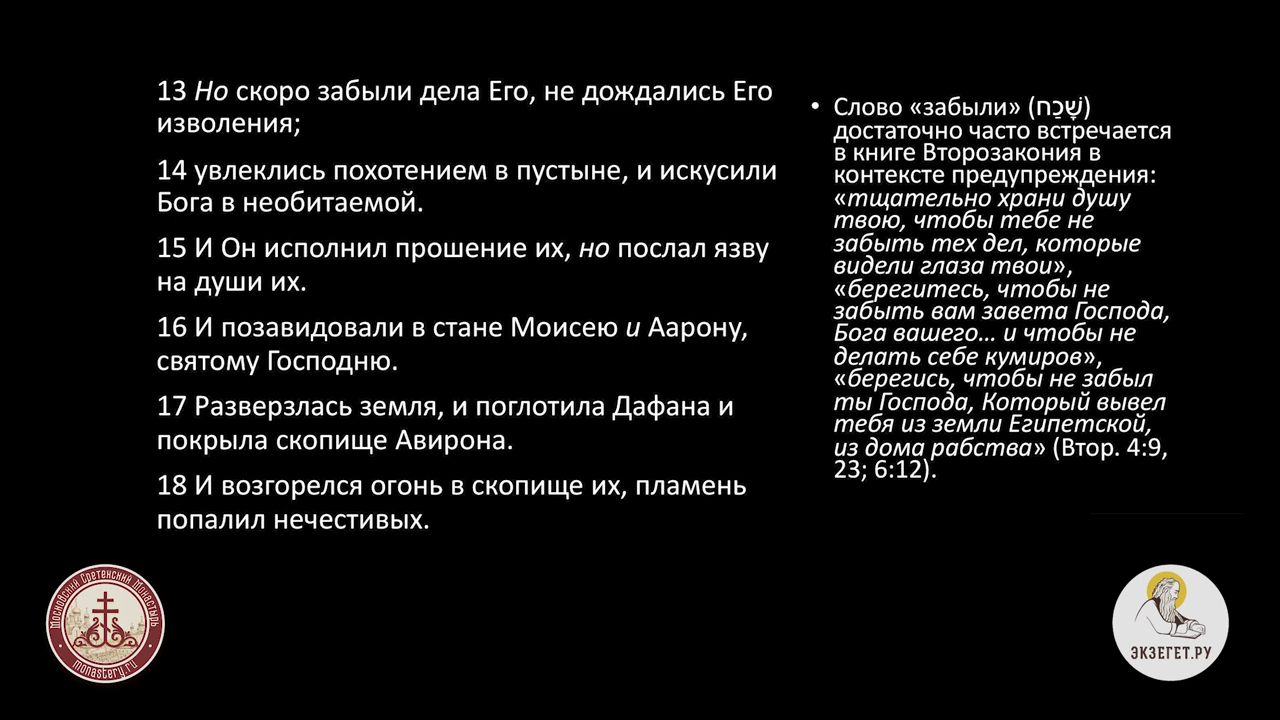 13 Но скоро забыли дела Его, не дождались Его
изволения;
14 увлеклись похотением в пустыне, и искусили
Бога в необитаемой.
15 И Он исполнил прошение их, но послал язву
на души их.
16 И позавидовали в стане Моисею и Аарону,
святому Господню.
17 Разверзлась земля, и поглотила Дафана и
покрыла скопище Авирона.
18 И возгорелся огонь в скопище их, пламень
попалил нечестивых.
• Слово «забыли» (שָׁכַח)
достаточно часто встречается
в книге Второзакония в
контексте предупреждения:
«тщательно храни душу
твою, чтобы тебе не
забыть тех дел, которые
видели глаза твои»,
«берегитесь, чтобы не
забыть вам завета Господа,
Бога вашего… и чтобы не
делать себе кумиров»,
«берегись, чтобы не забыл
ты Господа, Который вывел
тебя из земли Египетской,
из дома рабства» (Втор. 4:9,
23; 6:12).
Московский Сретенский Монастырь
monastery.ru
ЭКЗЕГЕТ.РУ